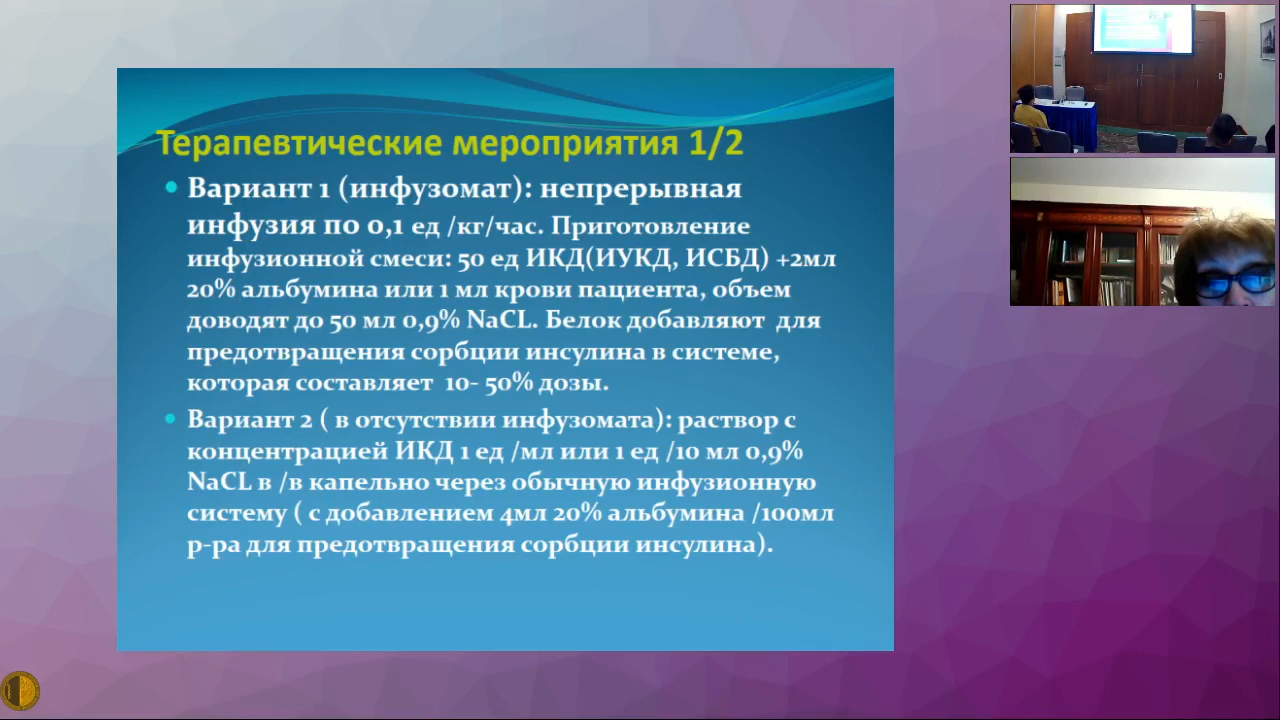 Терапевтические мероприятия 1/2
Вариант 1 (инфузомат): непрерывная
инфузия по 0,1 ед /кг/час. Приготовление
инфузионной смеси: 50 ед ИКД(ИУКД, ИСБД) +2мл
20% альбумина или 1 мл крови пациента, объем
доводят до 50 мл 0,9% NaCL. Белок добавляют для
предотвращения сорбции инсулина в системе,
которая составляет 10- 50% дозы.
Вариант 2 ( в отсутствии инфузомата): раствор с
концентрацией ИКД 1 ед /мл или 1 ед /10 мл 0,9%
NaCL в /в капельно через обычную инфузионную
систему ( с добавлением 4мл 20% альбумина /100мл
р-ра для предотвращения сорбции инсулина).